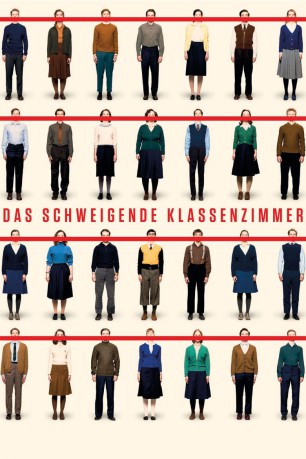 DAS SCHWEIGENDE KLASSENZIMMER